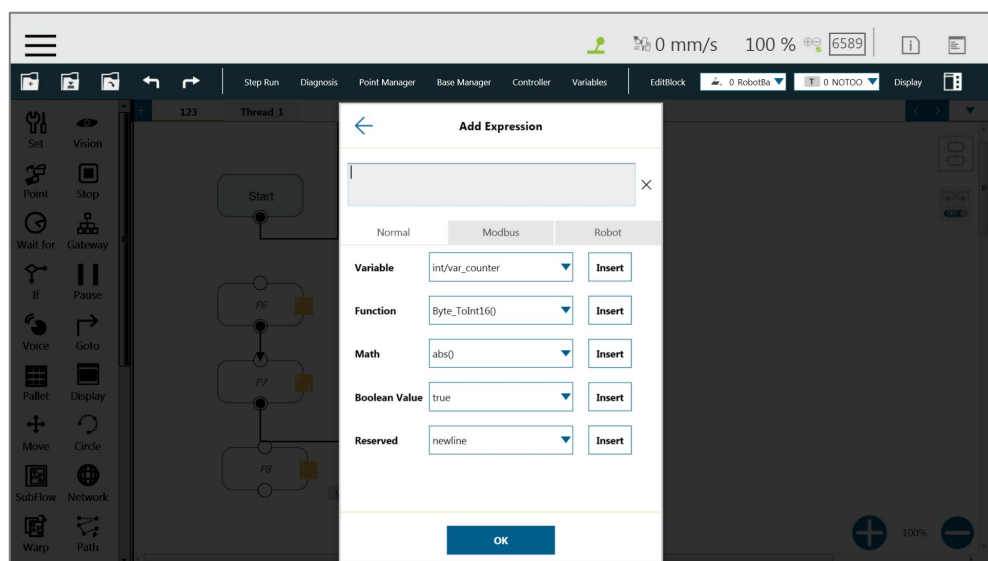 0 mm/s 100 % 6589
Step Run Diagnosis Point Manager Base Manager Controller Variables EditBlock 0 RobotBa T 0 NOTOO Display
Set Vision
Point Stop
Wait for Gateway
If Pause
Voice Goto
Pallet Display
Move Circle
SubFlow Network
Warp Path
+ 123 Thread_1
Start
P6
P7
P8
Add Expression
Normal Modbus Robot
Variable int/var_counter Insert
Function Byte_ToInt16() Insert
Math abs() Insert
Boolean Value true Insert
Reserved newline Insert
OK
OFF
100%